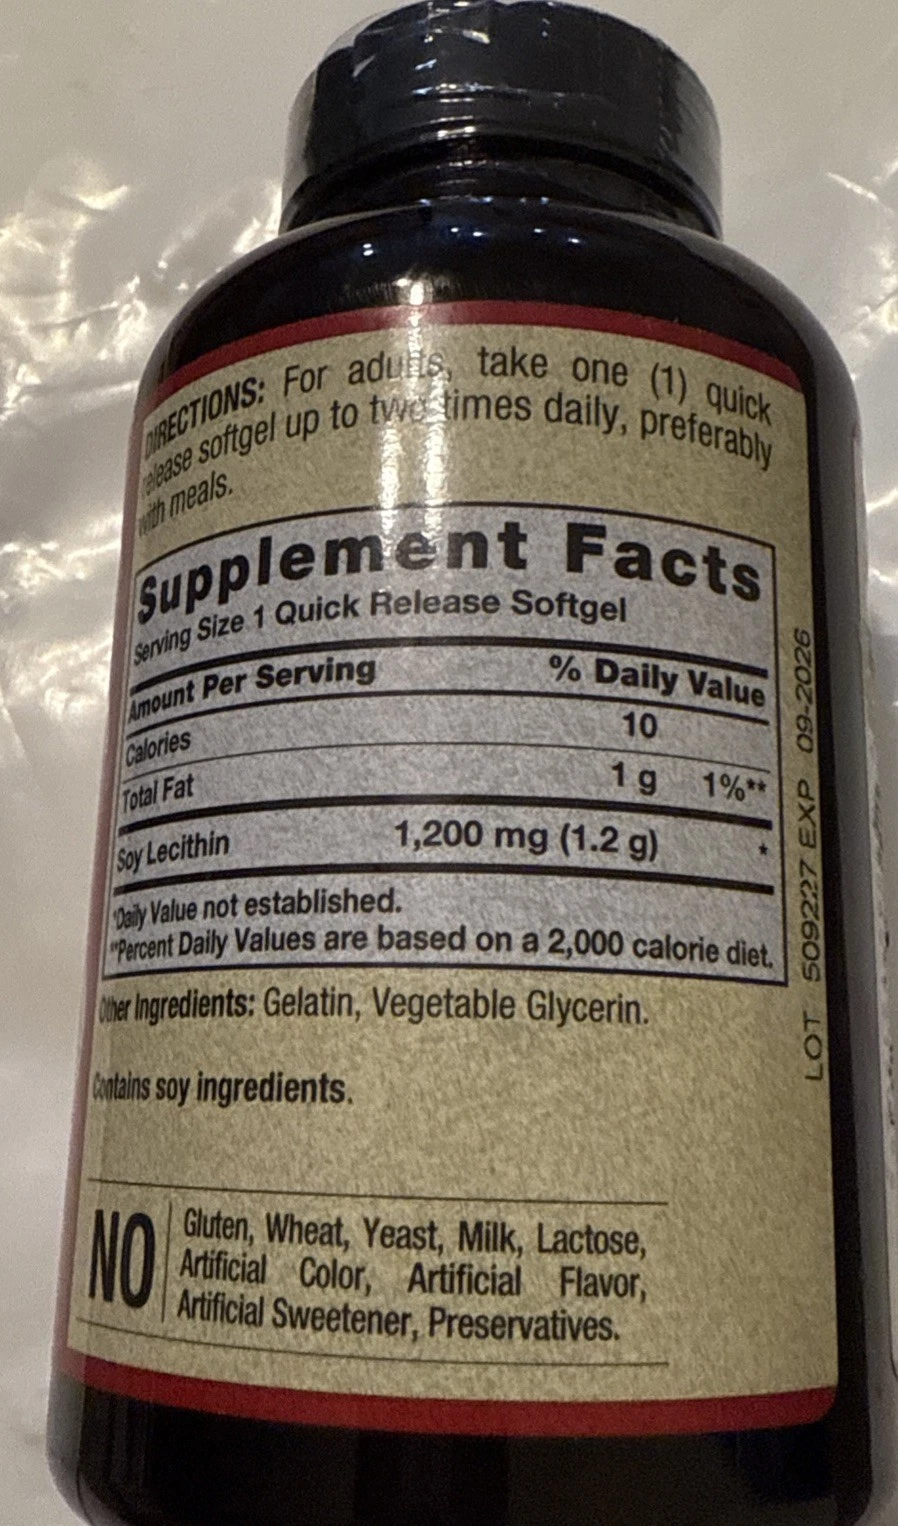 DIRECTIONS: For adults, take one (1) quick
release softgel up to two times daily, preferably
with meals.
Supplement Facts
Serving Size 1 Quick Release Softgel
Amount Per Serving % Daily Value
Calories 10
Total Fat 1 g 1%**
Soy Lecithin 1,200 mg (1.2 g) *
*Daily Value not established.
**Percent Daily Values are based on a 2,000 calorie diet.
Other Ingredients: Gelatin, Vegetable Glycerin.
Contains soy ingredients.
NO
Gluten, Wheat, Yeast, Milk, Lactose,
Artificial Color, Artificial Flavor,
Artificial Sweetener, Preservatives.
LOT 509227 EXP 09-2026